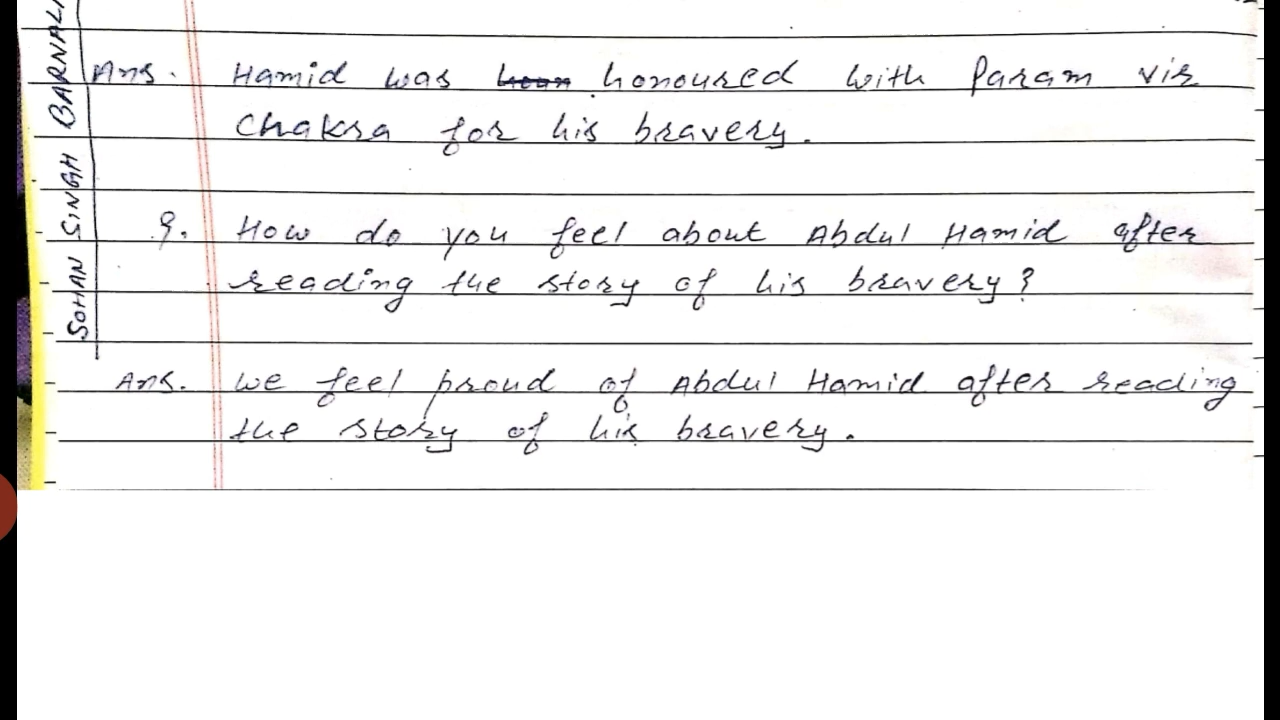 SOHAN SINGH BARNALA
Ans. Hamid was honoured with Param vir
Chakra for his bravery.
9. How do you feel about Abdul Hamid after
reading the story of his bravery?
Ans. we feel proud of Abdul Hamid after reading
the story of his bravery.